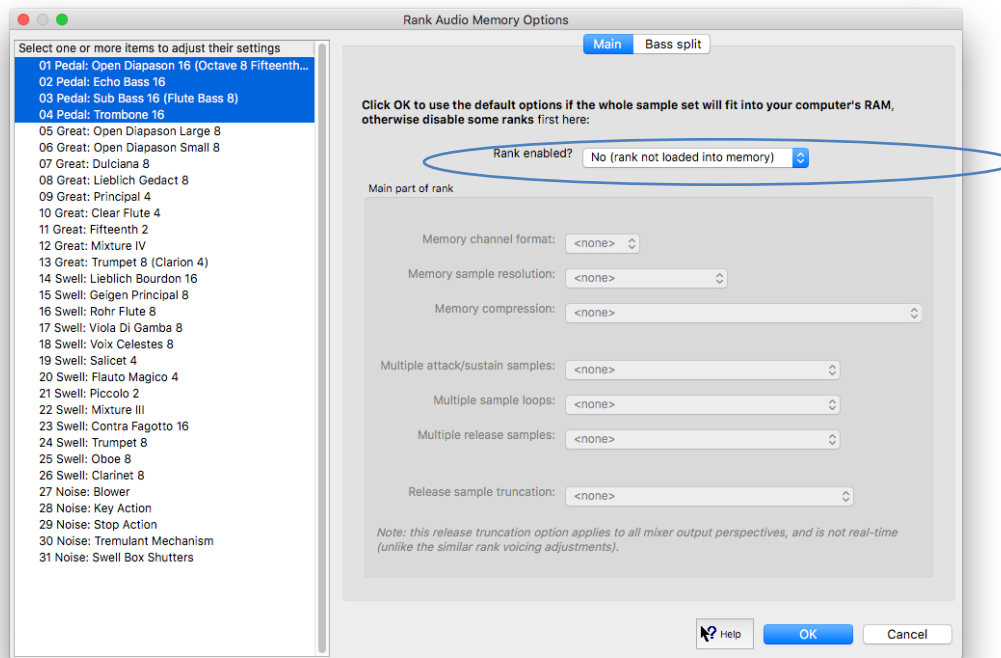 Rank Audio Memory Options
Select one or more items to adjust their settings
01 Pedal: Open Diapason 16 (Octave 8 Fifteenth...
02 Pedal: Echo Bass 16
03 Pedal: Sub Bass 16 (Flute Bass 8)
04 Pedal: Trombone 16
05 Great: Open Diapason Large 8
06 Great: Open Diapason Small 8
07 Great: Dulciana 8
08 Great: Lieblich Gedact 8
09 Great: Principal 4
10 Great: Clear Flute 4
11 Great: Fifteenth 2
12 Great: Mixture IV
13 Great: Trumpet 8 (Clarion 4)
14 Swell: Lieblich Bourdon 16
15 Swell: Geigen Principal 8
16 Swell: Rohr Flute 8
17 Swell: Viola Di Gamba 8
18 Swell: Voix Celestes 8
19 Swell: Salicet 4
20 Swell: Flauto Magico 4
21 Swell: Piccolo 2
22 Swell: Mixture III
23 Swell: Contra Fagotto 16
24 Swell: Trumpet 8
25 Swell: Oboe 8
26 Swell: Clarinet 8
27 Noise: Blower
28 Noise: Key Action
29 Noise: Stop Action
30 Noise: Tremulant Mechanism
31 Noise: Swell Box Shutters
Main Bass split
Click OK to use the default options if the whole sample set will fit into your computer's RAM,
otherwise disable some ranks first here:
Rank enabled? No (rank not loaded into memory)
Main part of rank
Memory channel format: <none>
Memory sample resolution: <none>
Memory compression: <none>
Multiple attack/sustain samples: <none>
Multiple sample loops: <none>
Multiple release samples: <none>
Release sample truncation: <none>
Note: this release truncation option applies to all mixer output perspectives, and is not real-time
(unlike the similar rank voicing adjustments).
Help OK Cancel